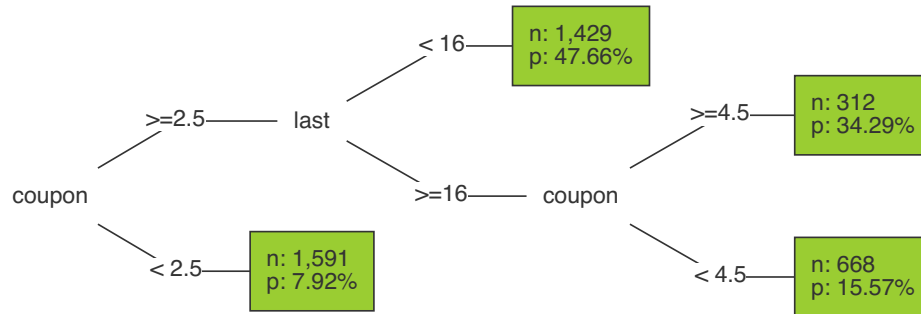 < 16
n: 1,429
p: 47.66%
>=2.5
last
>=4.5
n: 312
p: 34.29%
coupon
>=16
coupon
< 2.5
n: 1,591
p: 7.92%
< 4.5
n: 668
p: 15.57%